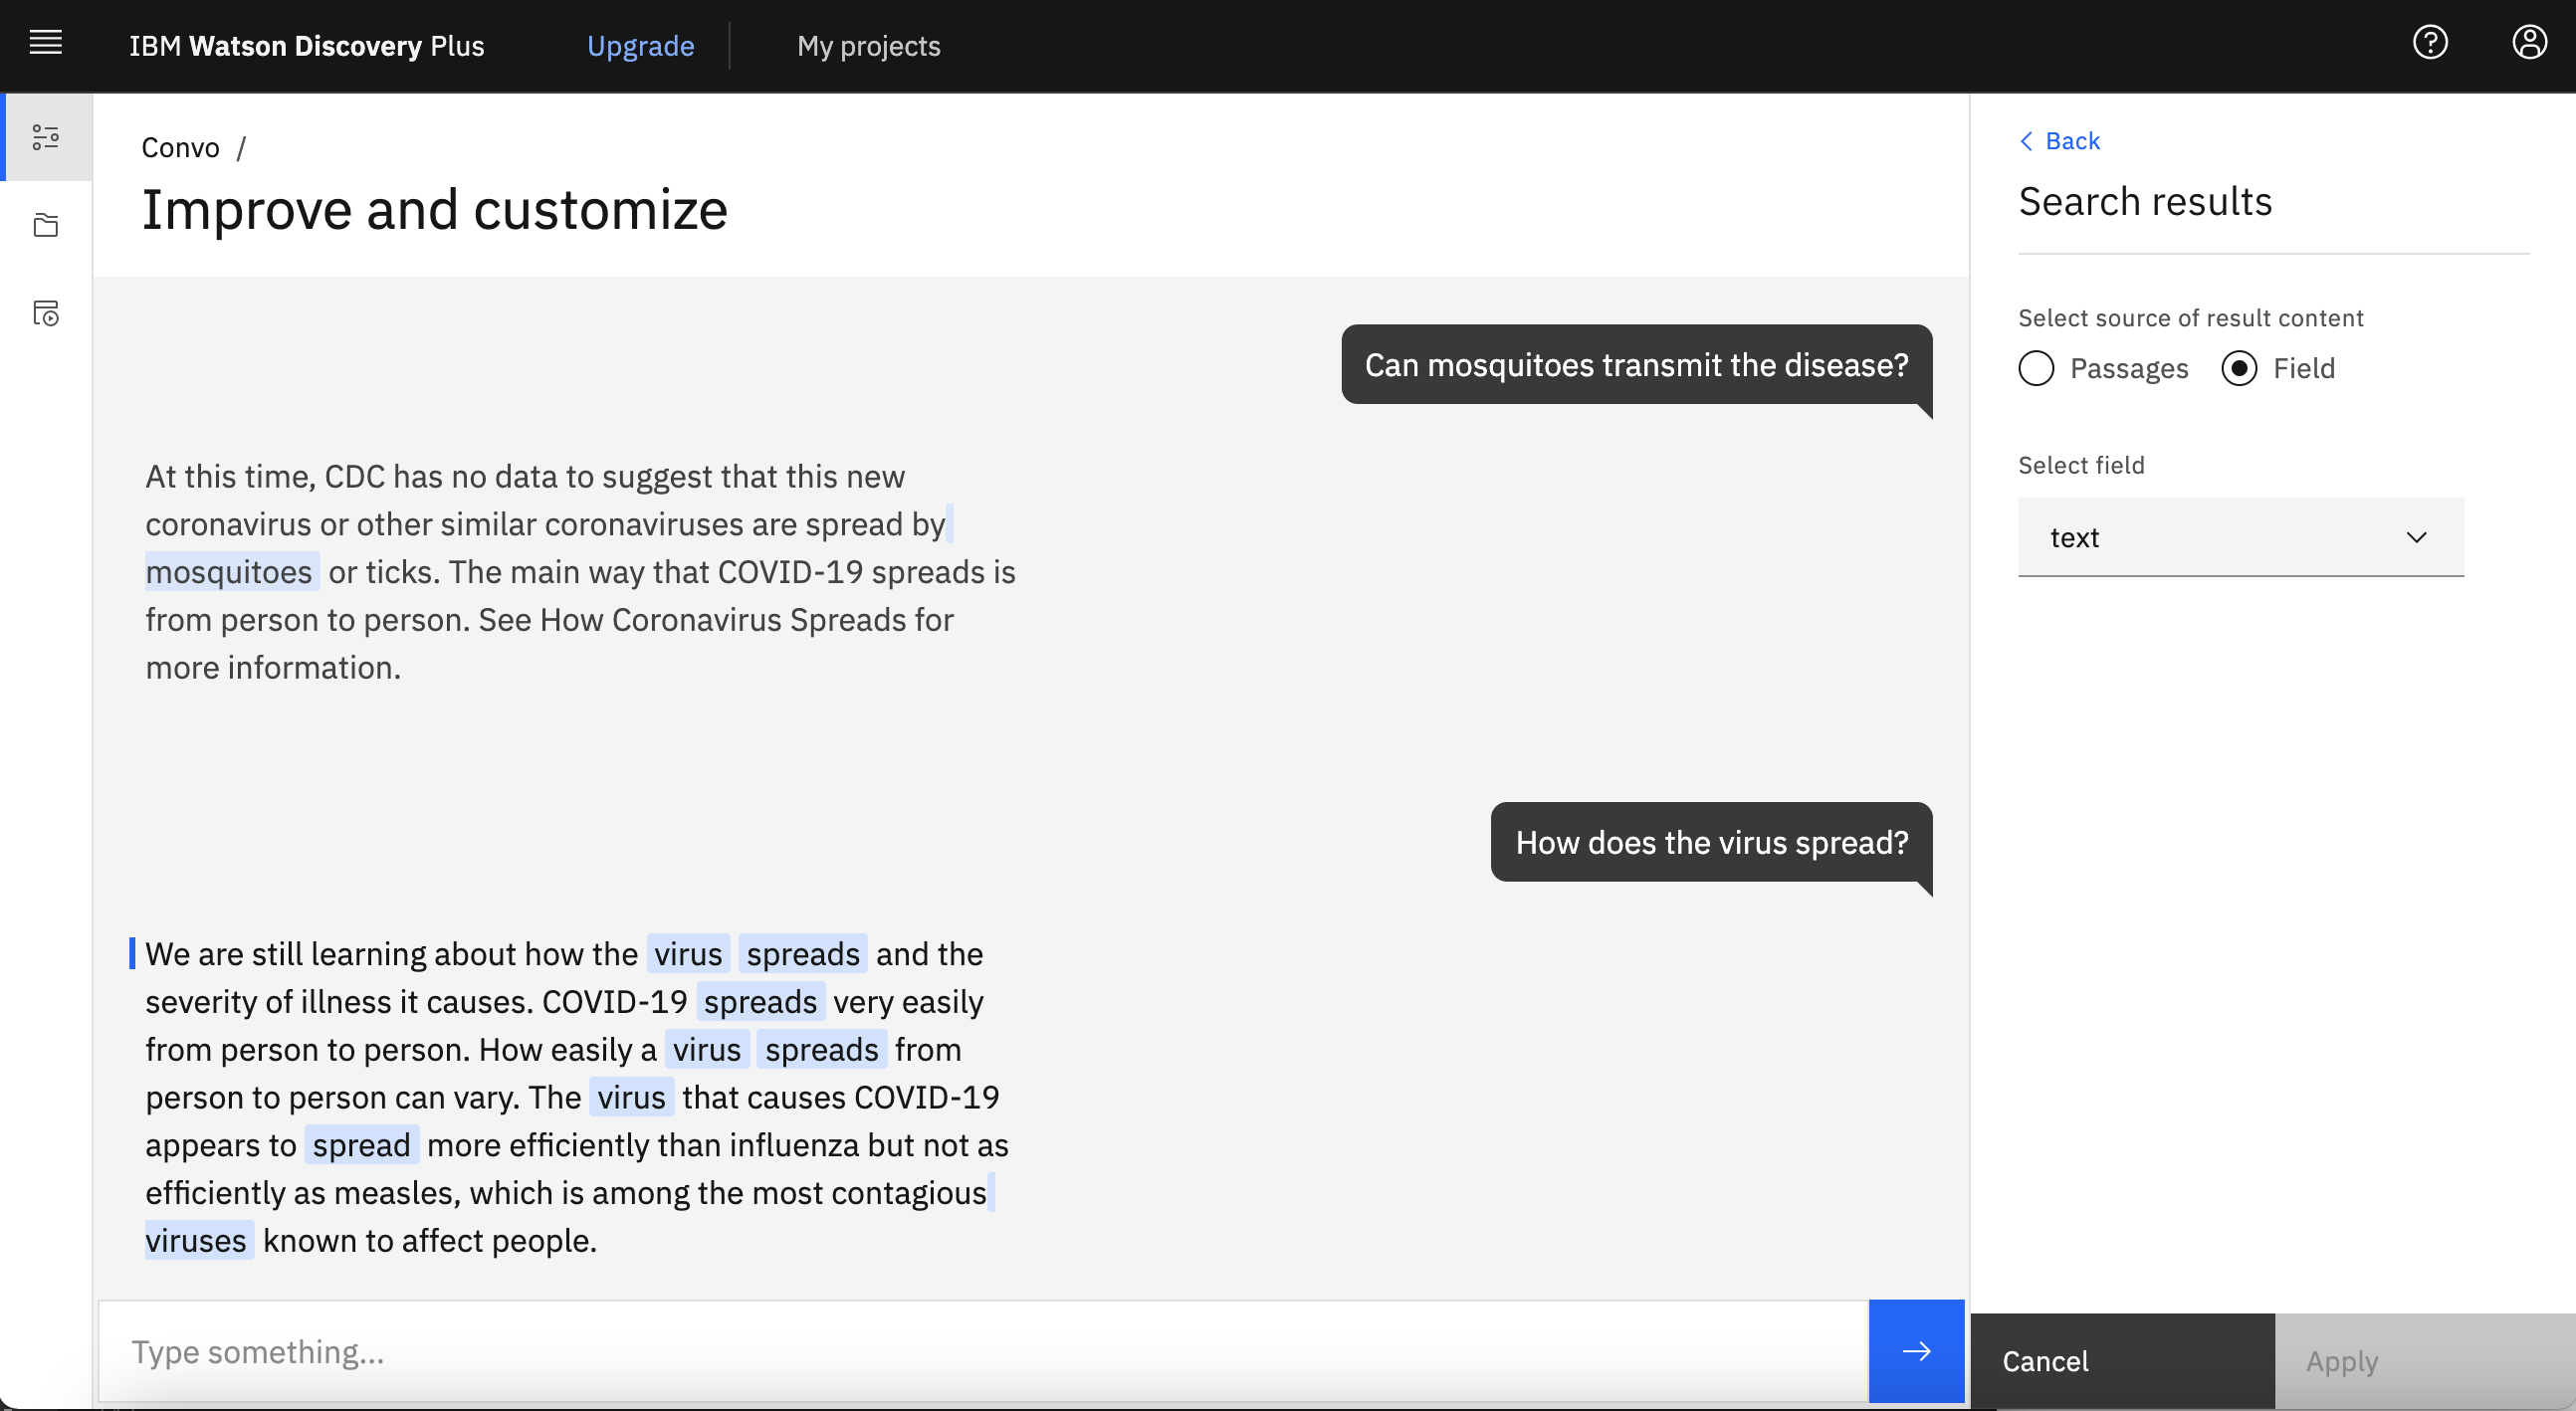 IBM Watson Discovery Plus
Upgrade
My projects
Convo /
Improve and customize
Can mosquitoes transmit the disease?
At this time, CDC has no data to suggest that this new
coronavirus or other similar coronaviruses are spread by
mosquitoes or ticks. The main way that COVID-19 spreads is
from person to person. See How Coronavirus Spreads for
more information.
How does the virus spread?
We are still learning about how the virus spreads and the
severity of illness it causes. COVID-19 spreads very easily
from person to person. How easily a virus spreads from
person to person can vary. The virus that causes COVID-19
appears to spread more efficiently than influenza but not as
efficiently as measles, which is among the most contagious
viruses known to affect people.
Type something...
Back
Search results
Select source of result content
Passages
Field
Select field
text
Cancel
Apply